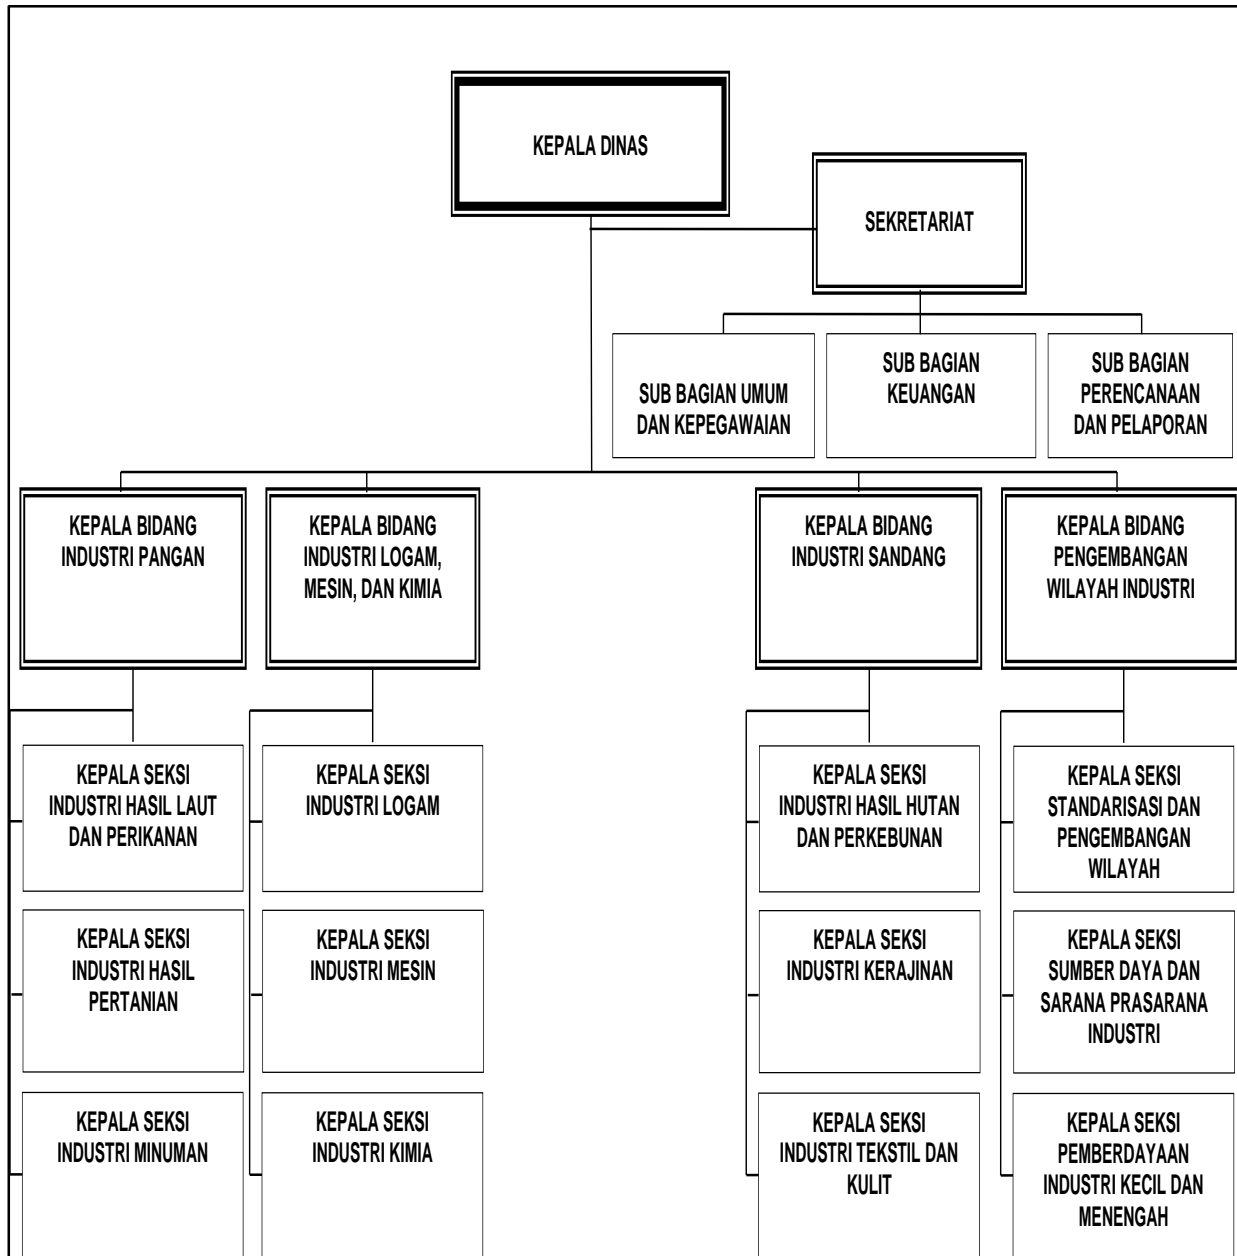 KEPALA DINAS
SEKRETARIAT
SUB BAGIAN UMUM
DAN KEPEGAWAIAN
SUB BAGIAN
KEUANGAN
SUB BAGIAN
PERENCANAAN
DAN PELAPORAN
KEPALA BIDANG
INDUSTRI PANGAN
KEPALA BIDANG
INDUSTRI LOGAM,
MESIN, DAN KIMIA
KEPALA BIDANG
INDUSTRI SANDANG
KEPALA BIDANG
PENGEMBANGAN
WILAYAH INDUSTRI
KEPALA SEKSI
INDUSTRI HASIL LAUT
DAN PERIKANAN
KEPALA SEKSI
INDUSTRI LOGAM
KEPALA SEKSI
INDUSTRI HASIL HUTAN
DAN PERKEBUNAN
KEPALA SEKSI
STANDARISASI DAN
PENGEMBANGAN
WILAYAH
KEPALA SEKSI
INDUSTRI HASIL
PERTANIAN
KEPALA SEKSI
INDUSTRI MESIN
KEPALA SEKSI
INDUSTRI KERAJINAN
KEPALA SEKSI
SUMBER DAYA DAN
SARANA PRASARANA
INDUSTRI
KEPALA SEKSI
INDUSTRI MINUMAN
KEPALA SEKSI
INDUSTRI KIMIA
KEPALA SEKSI
INDUSTRI TEKSTIL DAN
KULIT
KEPALA SEKSI
PEMBERDAYAAN
INDUSTRI KECIL DAN
MENENGAH